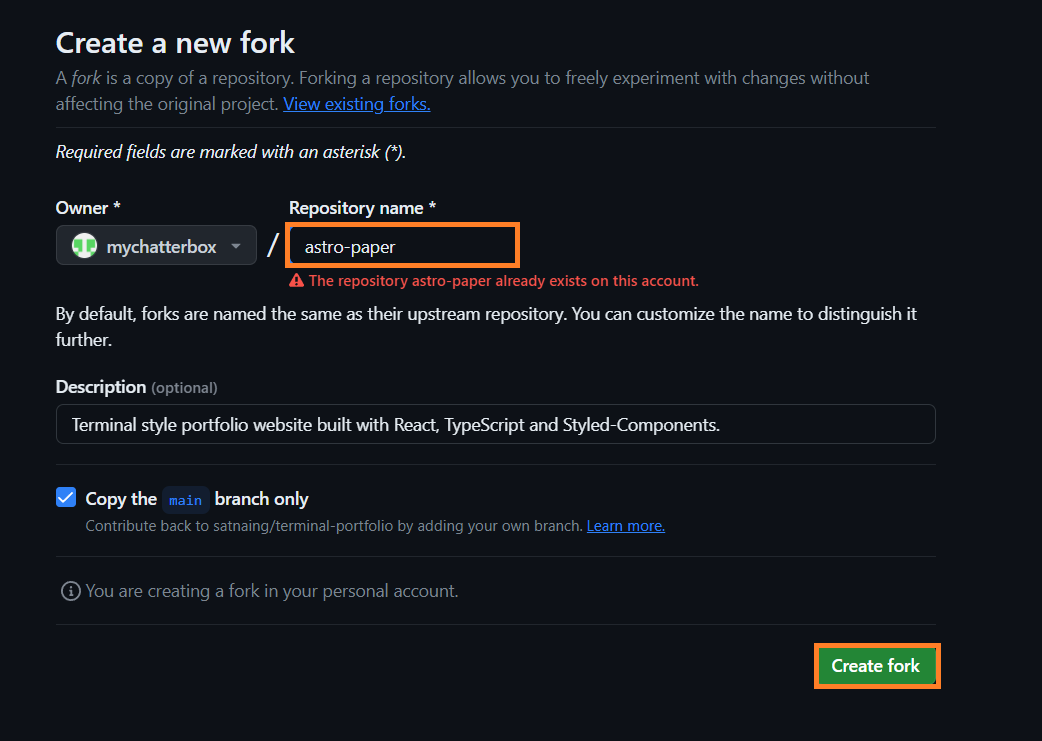 Create a new fork
A fork is a copy of a repository. Forking a repository allows you to freely experiment with changes without
affecting the original project. View existing forks.
Required fields are marked with an asterisk (*).
Owner *
Repository name *
mychatterbox
/
astro-paper
The repository astro-paper already exists on this account.
By default, forks are named the same as their upstream repository. You can customize the name to distinguish it
further.
Description (optional)
Terminal style portfolio website built with React, TypeScript and Styled-Components.
Copy the main branch only
Contribute back to satnaing/terminal-portfolio by adding your own branch. Learn more.
You are creating a fork in your personal account.
Create fork